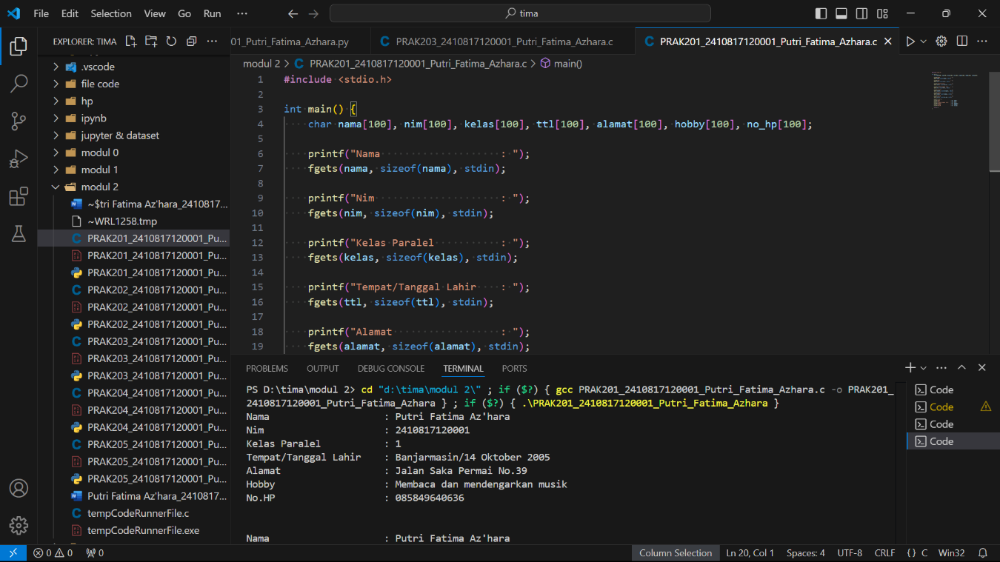 File Edit Selection View Go Run ··· tima
EXPLORER: TIMA
01_Putri_Fatima_Azhara.py PRAK203_2410817120001_Putri_Fatima_Azhara.c PRAK201_2410817120001_Putri_Fatima_Azhara.c
modul 2 > PRAK201_2410817120001_Putri_Fatima_Azhara.c > main()
.vscode
file code
hp
ipynb
jupyter & dataset
modul 0
modul 1
modul 2
~$tri Fatima Az'hara_2410817...
~WRL1258.tmp
PRAK201_2410817120001_Pu...
PRAK201_2410817120001_Pu...
PRAK201_2410817120001_Pu...
PRAK202_2410817120001_Pu...
PRAK202_2410817120001_Pu...
PRAK202_2410817120001_Pu...
PRAK203_2410817120001_Pu...
PRAK203_2410817120001_Pu...
PRAK203_2410817120001_Pu...
PRAK204_2410817120001_Pu...
PRAK204_2410817120001_Pu...
PRAK204_2410817120001_Pu...
PRAK205_2410817120001_Pu...
PRAK205_2410817120001_Pu...
PRAK205_2410817120001_Pu...
Putri Fatima Az'hara_2410817...
tempCodeRunnerFile.c
tempCodeRunnerFile.exe
1 #include <stdio.h>
2
3 int main() {
4     char nama[100], nim[100], kelas[100], ttl[100], alamat[100], hobby[100], no_hp[100];
5
6     printf("Nama                    : ");
7     fgets(nama, sizeof(nama), stdin);
8
9     printf("Nim                     : ");
10     fgets(nim, sizeof(nim), stdin);
11
12     printf("Kelas Paralel           : ");
13     fgets(kelas, sizeof(kelas), stdin);
14
15     printf("Tempat/Tanggal Lahir    : ");
16     fgets(ttl, sizeof(ttl), stdin);
17
18     printf("Alamat                  : ");
19     fgets(alamat, sizeof(alamat), stdin);
PROBLEMS OUTPUT DEBUG CONSOLE TERMINAL PORTS
PS D:\tima\modul 2> cd "d:\tima\modul 2\" ; if ($?) { gcc PRAK201_2410817120001_Putri_Fatima_Azhara.c -o PRAK201_
2410817120001_Putri_Fatima_Azhara } ; if ($?) { .\PRAK201_2410817120001_Putri_Fatima_Azhara }
Nama                   : Putri Fatima Az'hara
Nim                    : 2410817120001
Kelas Paralel          : 1
Tempat/Tanggal Lahir   : Banjarmasin/14 Oktober 2005
Alamat                 : Jalan Saka Permai No.39
Hobby                  : Membaca dan mendengarkan musik
No.HP                  : 085849640636
Nama                   : Putri Fatima Az'hara
Code
Code
Code
Code
0 0 0 Column Selection Ln 20, Col 1 Spaces: 4 UTF-8 CRLF {} C Win32